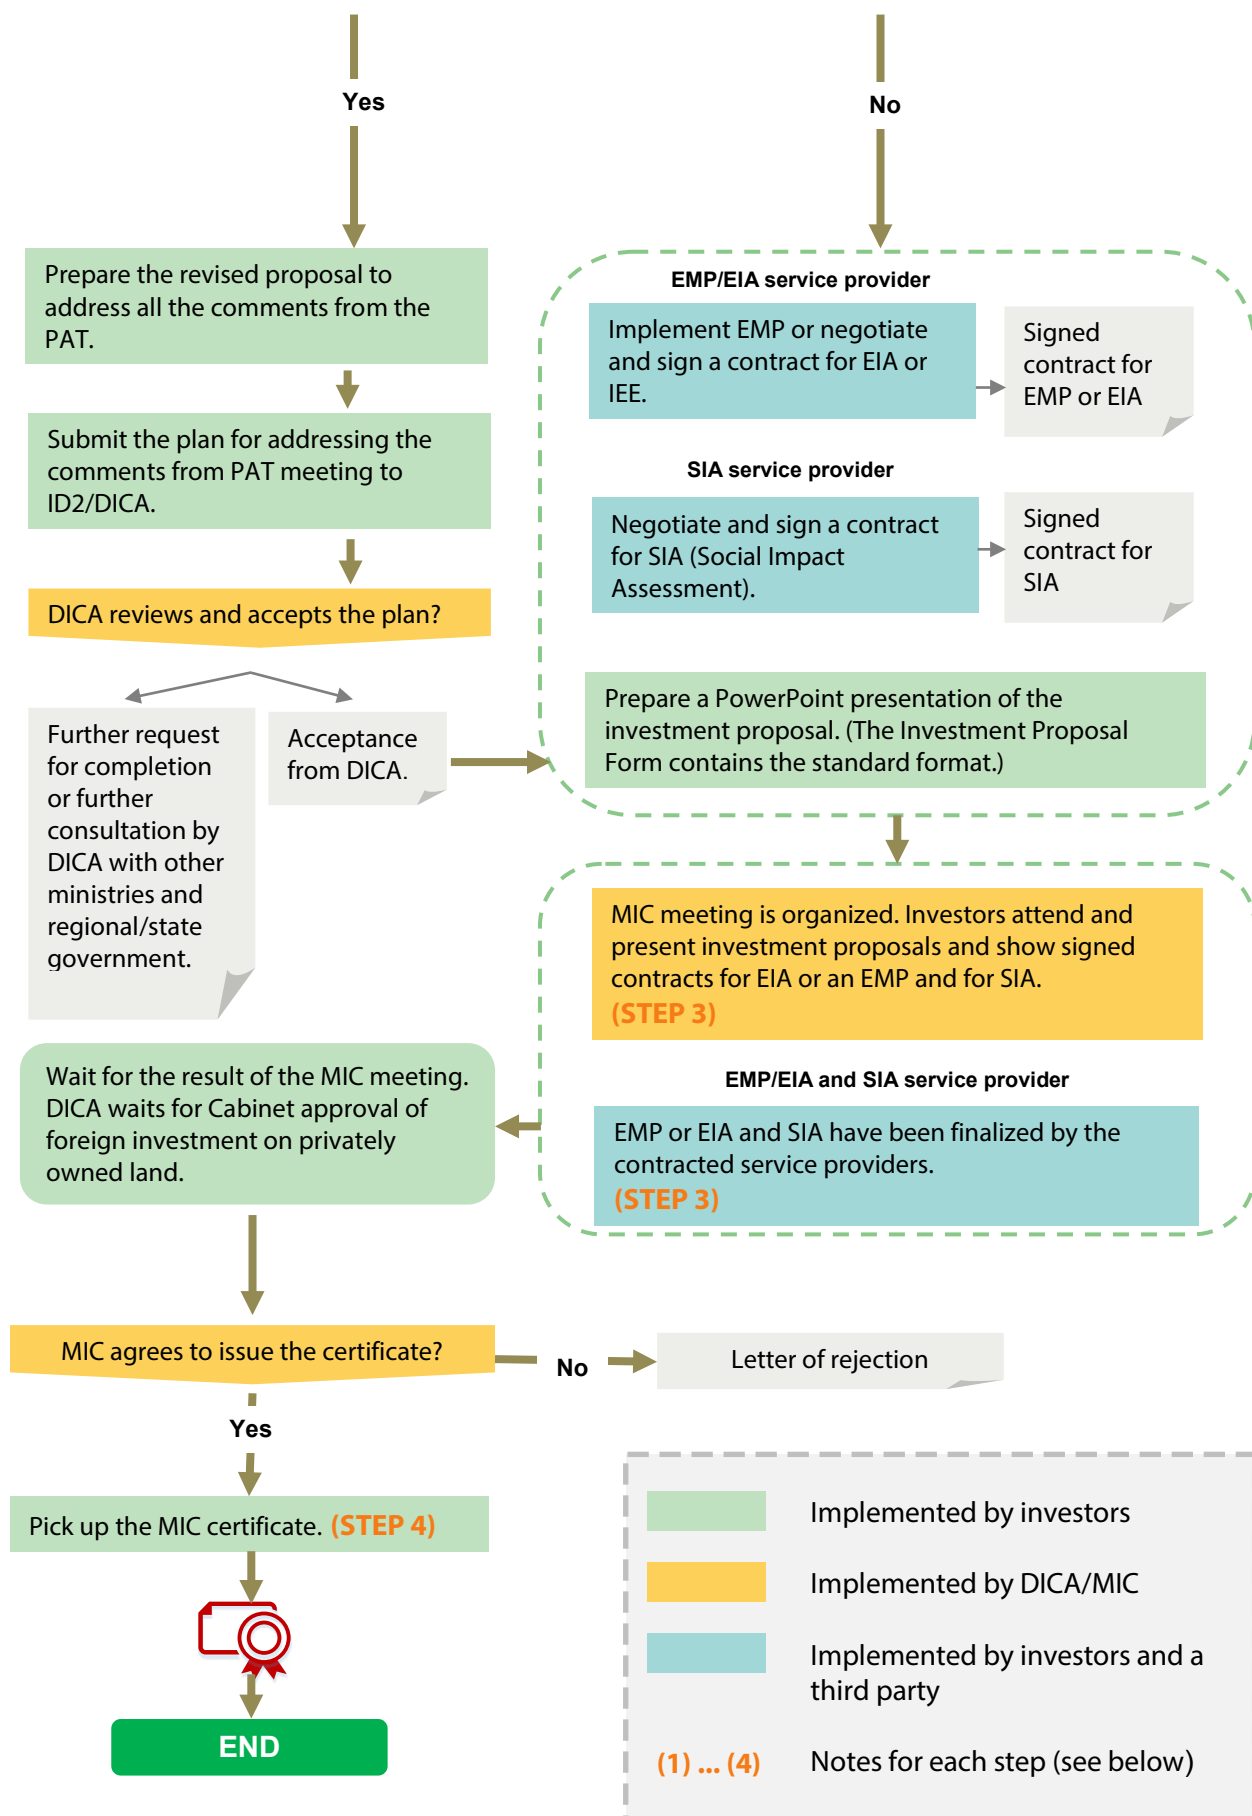 Yes
No
Prepare the revised proposal to
address all the comments from the
PAT.
Submit the plan for addressing the
comments from PAT meeting to
ID2/DICA.
DICA reviews and accepts the plan?
Further request
for completion
or further
consultation by
DICA with other
ministries and
regional/state
government.
Acceptance
from DICA.
EMP/EIA service provider
Implement EMP or negotiate
and sign a contract for EIA or
IEE.
Signed
contract for
EMP or EIA
SIA service provider
Negotiate and sign a contract
for SIA (Social Impact
Assessment).
Signed
contract for
SIA
Prepare a PowerPoint presentation of the
investment proposal. (The Investment Proposal
Form contains the standard format.)
MIC meeting is organized. Investors attend and
present investment proposals and show signed
contracts for EIA or an EMP and for SIA.
(STEP 3)
EMP/EIA and SIA service provider
EMP or EIA and SIA have been finalized by the
contracted service providers.
(STEP 3)
Wait for the result of the MIC meeting.
DICA waits for Cabinet approval of
foreign investment on privately
owned land.
MIC agrees to issue the certificate?
No
Letter of rejection
Yes
Pick up the MIC certificate. (STEP 4)
END
Implemented by investors
Implemented by DICA/MIC
Implemented by investors and a
third party
(1) ... (4) Notes for each step (see below)